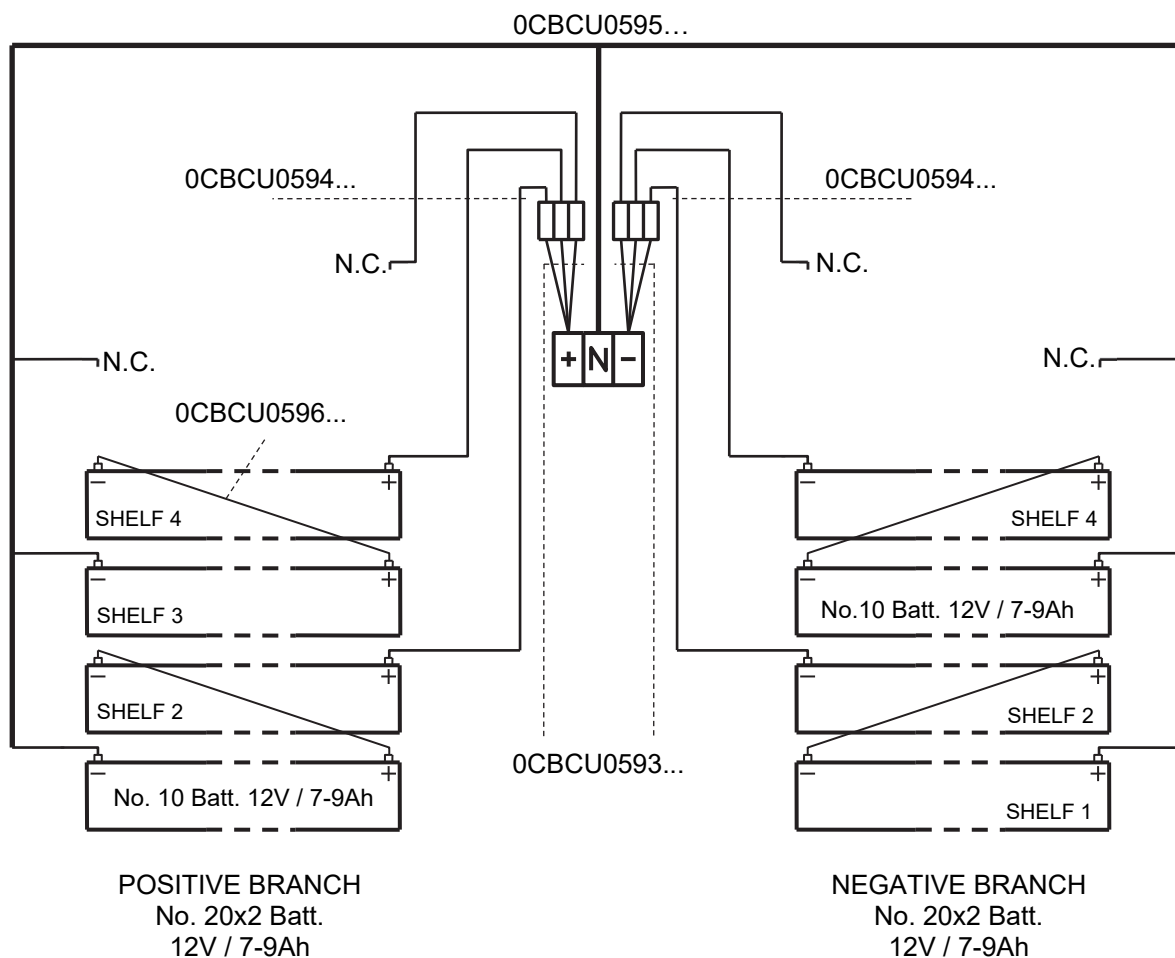 0CBCU0595...
0CBCU0594...
0CBCU0594...
N.C.
N.C.
+ N -
N.C.
N.C.
0CBCU0596...
- +
SHELF 4
- +
SHELF 4
- +
SHELF 3
- +
No.10 Batt. 12V / 7-9Ah
- +
SHELF 2
- +
SHELF 2
0CBCU0593...
- +
No. 10 Batt. 12V / 7-9Ah
- +
SHELF 1
POSITIVE BRANCH
No. 20x2 Batt.
12V / 7-9Ah
NEGATIVE BRANCH
No. 20x2 Batt.
12V / 7-9Ah